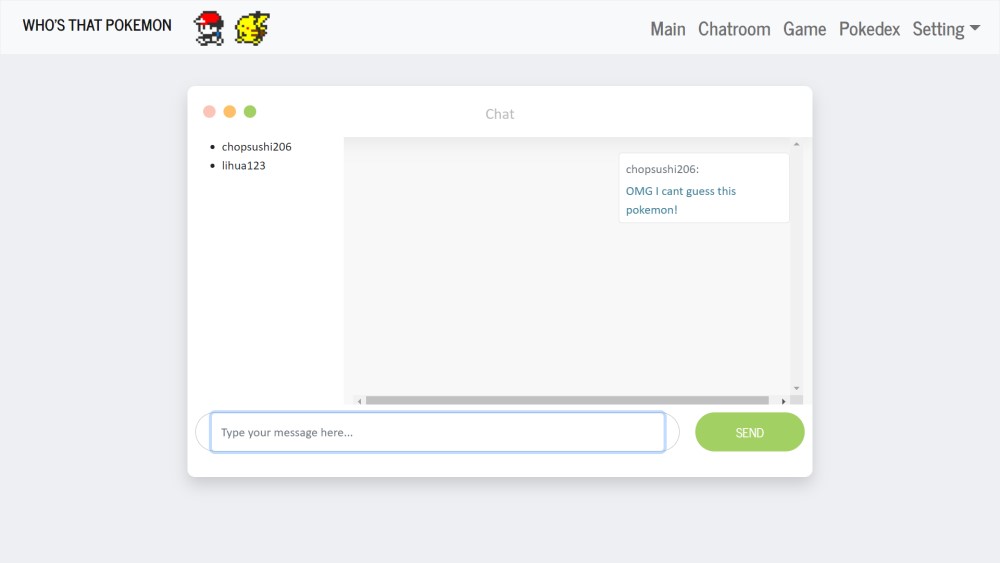 WHO'S THAT POKEMON
Main Chatroom Game Pokedex Setting
Chat
chopsushi206
lihua123
chopsushi206:
OMG I cant guess this
pokemon!
Type your message here...
SEND